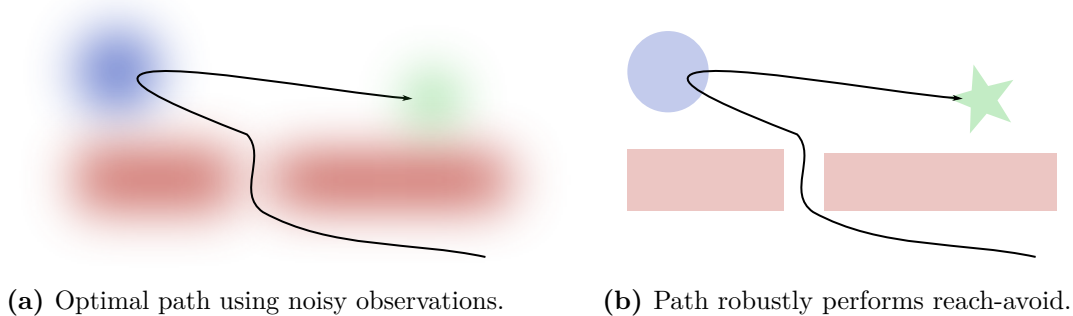 (a) Optimal path using noisy observations.
(b) Path robustly performs reach-avoid.